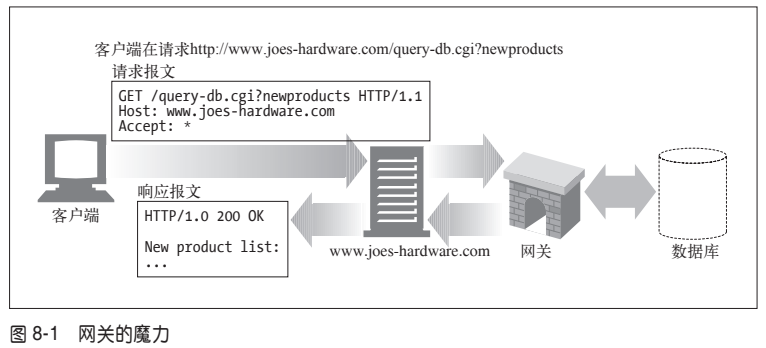 客户端在请求http://www.joes-hardware.com/query-db.cgi?newproducts
请求报文
GET /query-db.cgi?newproducts HTTP/1.1
Host: www.joes-hardware.com
Accept: *
响应报文
HTTP/1.0 200 OK
New product list:
...
客户端
www.joes-hardware.com
网关
数据库
图 8-1 网关的魔力